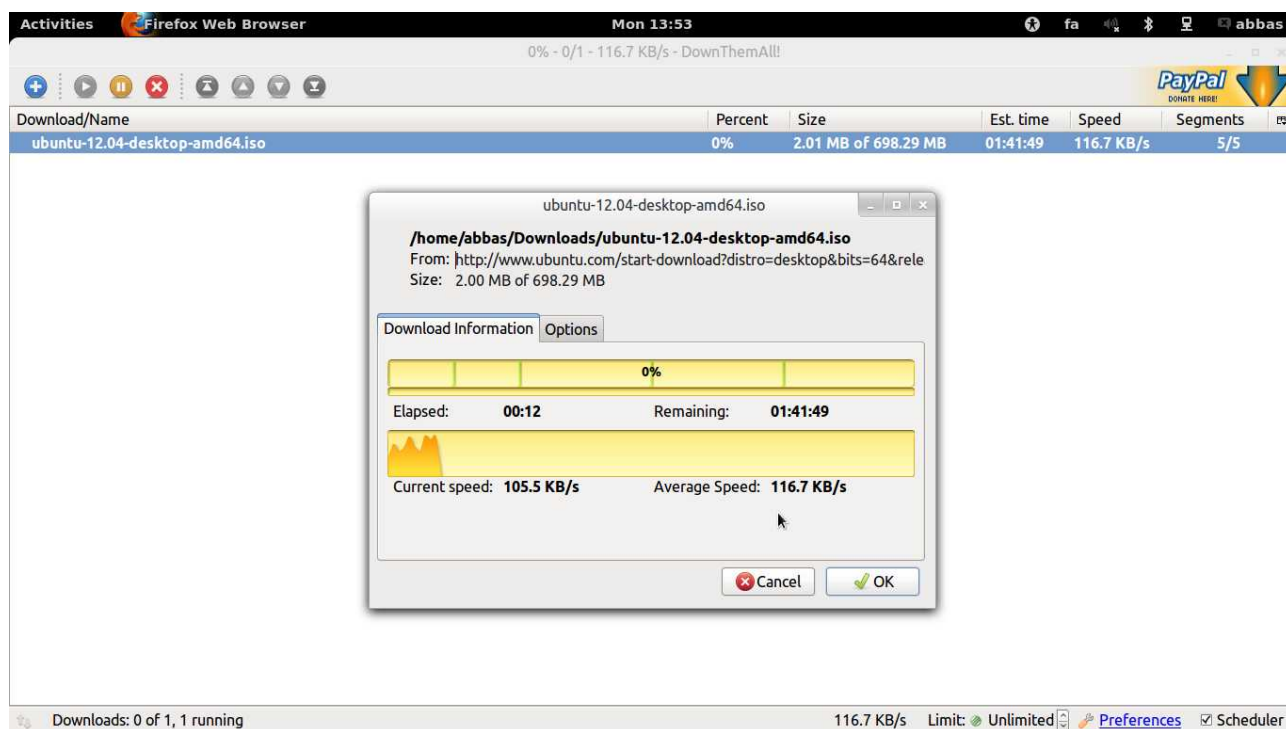 Activities Firefox Web Browser Mon 13:53 fa abbas
0% - 0/1 - 116.7 KB/s - DownThemAll!
PayPal
DONATE HERE!
Download/Name Percent Size Est. time Speed Segments
ubuntu-12.04-desktop-amd64.iso 0% 2.01 MB of 698.29 MB 01:41:49 116.7 KB/s 5/5
ubuntu-12.04-desktop-amd64.iso
/home/abbas/Downloads/ubuntu-12.04-desktop-amd64.iso
From: http://www.ubuntu.com/start-download?distro=desktop&bits=64&rele
Size: 2.00 MB of 698.29 MB
Download Information Options
0%
Elapsed: 00:12 Remaining: 01:41:49
Current speed: 105.5 KB/s Average Speed: 116.7 KB/s
Cancel OK
Downloads: 0 of 1, 1 running 116.7 KB/s Limit: Unlimited Preferences Scheduler